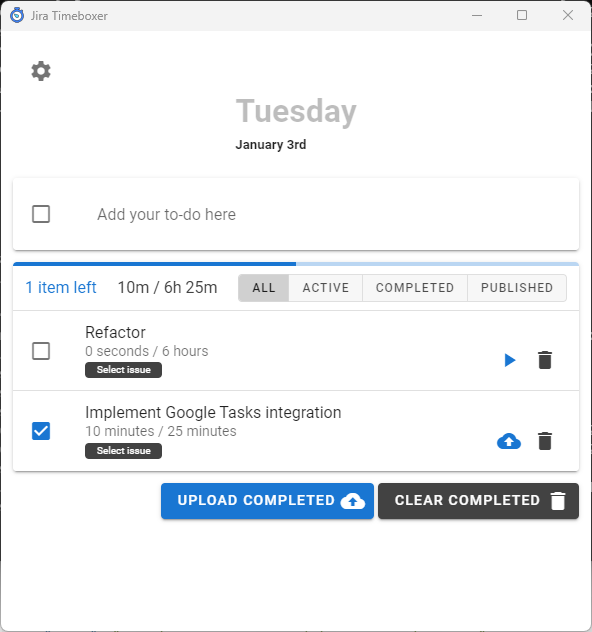 Jira Timeboxer
Tuesday
January 3rd
Add your to-do here
1 item left 10m / 6h 25m ALL ACTIVE COMPLETED PUBLISHED
Refactor
0 seconds / 6 hours
Select issue
Implement Google Tasks integration
10 minutes / 25 minutes
Select issue
UPLOAD COMPLETED CLEAR COMPLETED